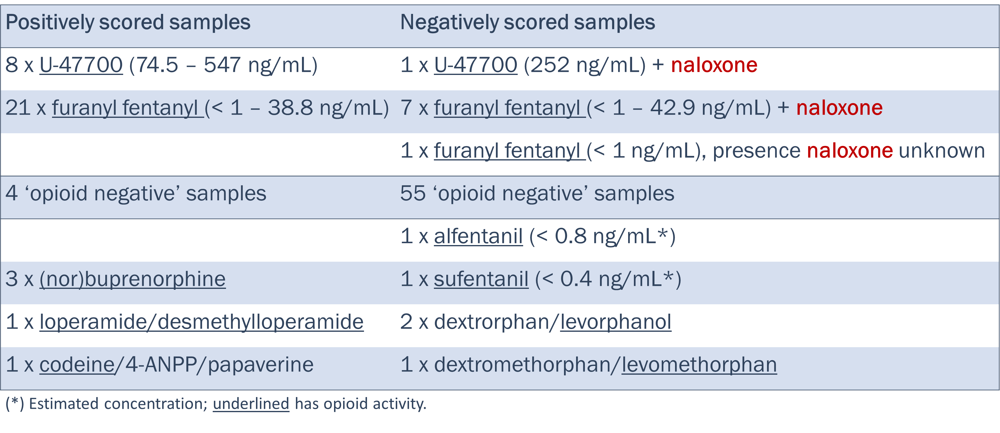 Positively scored samples Negatively scored samples
8 x U-47700 (74.5 – 547 ng/mL) 1 x U-47700 (252 ng/mL) + naloxone
21 x furanyl fentanyl (< 1 – 38.8 ng/mL) 7 x furanyl fentanyl (< 1 – 42.9 ng/mL) + naloxone
1 x furanyl fentanyl (< 1 ng/mL), presence naloxone unknown
4 ‘opioid negative’ samples 55 ‘opioid negative’ samples
1 x alfentanil (< 0.8 ng/mL*)
3 x (nor)buprenorphine 1 x sufentanil (< 0.4 ng/mL*)
1 x loperamide/desmethylloperamide 2 x dextrorphan/levorphanol
1 x codeine/4-ANPP/papaverine 1 x dextromethorphan/levomethorphan
(*) Estimated concentration; underlined has opioid activity.